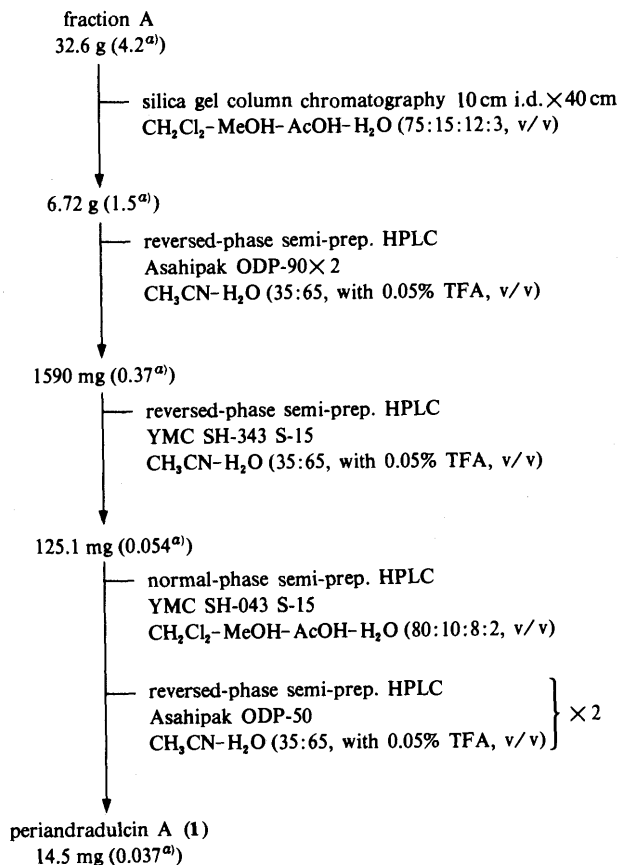 fraction A
32.6 g (4.2ᵃ⁾)
silica gel column chromatography 10 cm i.d.×40 cm
CH₂Cl₂–MeOH–AcOH–H₂O (75:15:12:3, v/v)
6.72 g (1.5ᵃ⁾)
reversed-phase semi-prep. HPLC
Asahipak ODP-90×2
CH₃CN–H₂O (35:65, with 0.05% TFA, v/v)
1590 mg (0.37ᵃ⁾)
reversed-phase semi-prep. HPLC
YMC SH-343 S-15
CH₃CN–H₂O (35:65, with 0.05% TFA, v/v)
125.1 mg (0.054ᵃ⁾)
normal-phase semi-prep. HPLC
YMC SH-043 S-15
CH₂Cl₂–MeOH–AcOH–H₂O (80:10:8:2, v/v)
reversed-phase semi-prep. HPLC
Asahipak ODP-50
CH₃CN–H₂O (35:65, with 0.05% TFA, v/v)
×2
periandradulcin A (1)
14.5 mg (0.037ᵃ⁾)